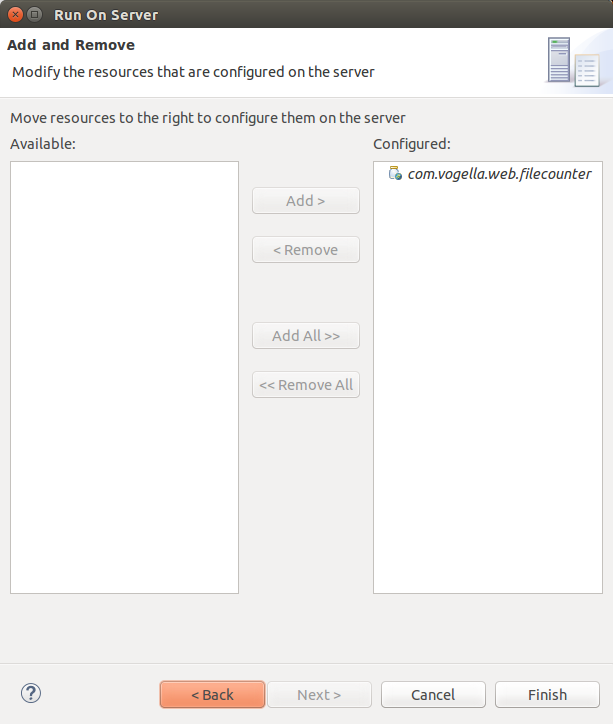 Run On Server
Add and Remove
Modify the resources that are configured on the server
Move resources to the right to configure them on the server
Available:
Configured:
com.vogella.web.filecounter
Add >
< Remove
Add All >>
<< Remove All
?
< Back
Next >
Cancel
Finish